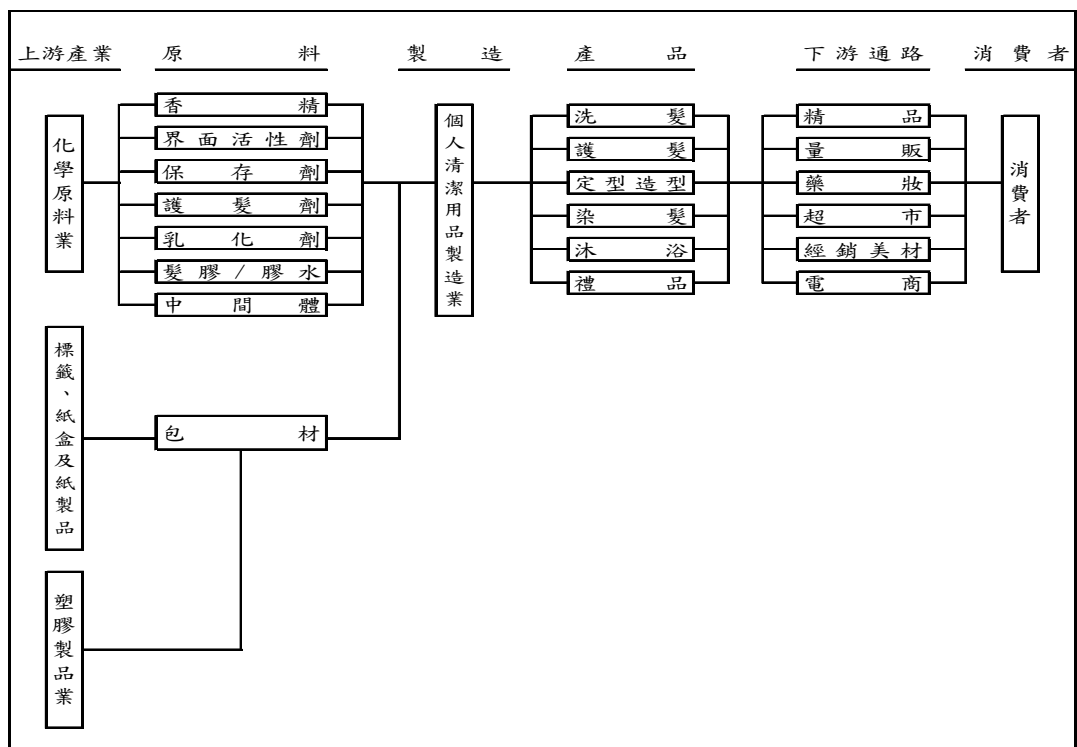 上游產業 原料 製造 產品 下游通路 消費者
化學原料業
標籤、紙盒及紙製品
塑膠製品業
香精
界面活性劑
保存劑
護髮劑
乳化劑
髮膠/膠水
中間體
包材
個人清潔用品製造業
洗髮
護髮
定型造型
染髮
沐浴
禮品
精品
量販
藥妝
超市
經銷美材
電商
消費者